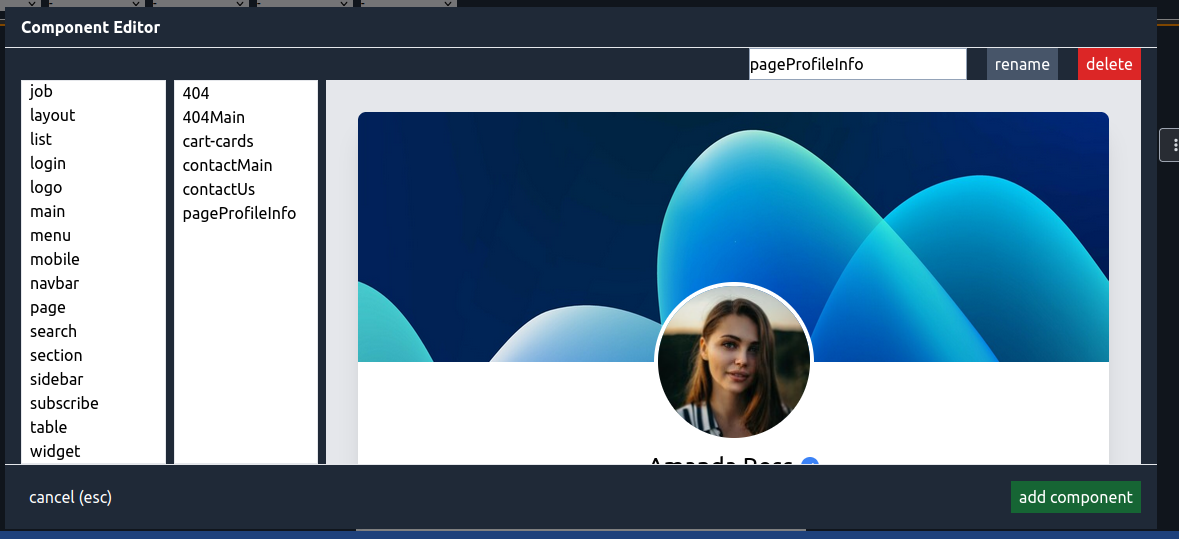 Component Editor
pageProfileInfo
rename
delete
job
layout
list
login
logo
main
menu
mobile
navbar
page
search
section
sidebar
subscribe
table
widget
404
404Main
cart-cards
contactMain
contactUs
pageProfileInfo
cancel (esc)
add component